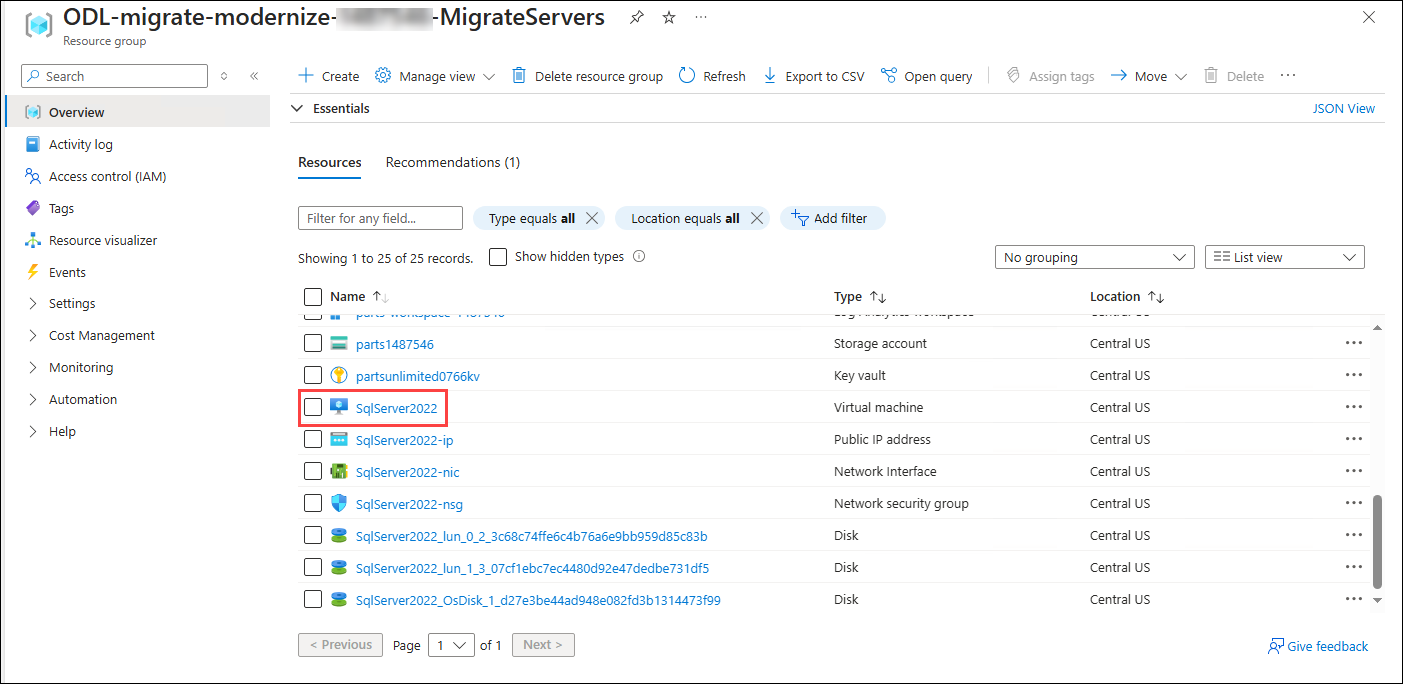 ODL-migrate-modernize- -MigrateServers
Resource group
Search
Create Manage view Delete resource group Refresh Export to CSV Open query Assign tags Move Delete
Essentials JSON View
Overview
Activity log
Access control (IAM)
Tags
Resource visualizer
Events
Settings
Cost Management
Monitoring
Automation
Help
Resources Recommendations (1)
Filter for any field... Type equals all Location equals all Add filter
Showing 1 to 25 of 25 records. Show hidden types No grouping List view
Name Type Location
parts1487546 Storage account Central US
partsunlimited0766kv Key vault Central US
SqlServer2022 Virtual machine Central US
SqlServer2022-ip Public IP address Central US
SqlServer2022-nic Network Interface Central US
SqlServer2022-nsg Network security group Central US
SqlServer2022_lun_0_2_3c68c74ffe6c4b76a6e9bb959d85c83b Disk Central US
SqlServer2022_lun_1_3_07cf1ebc7ec4480d92e47dedbe731df5 Disk Central US
SqlServer2022_OsDisk_1_d27e3be44ad948e082fd3b1314473f99 Disk Central US
< Previous Page 1 of 1 Next > Give feedback